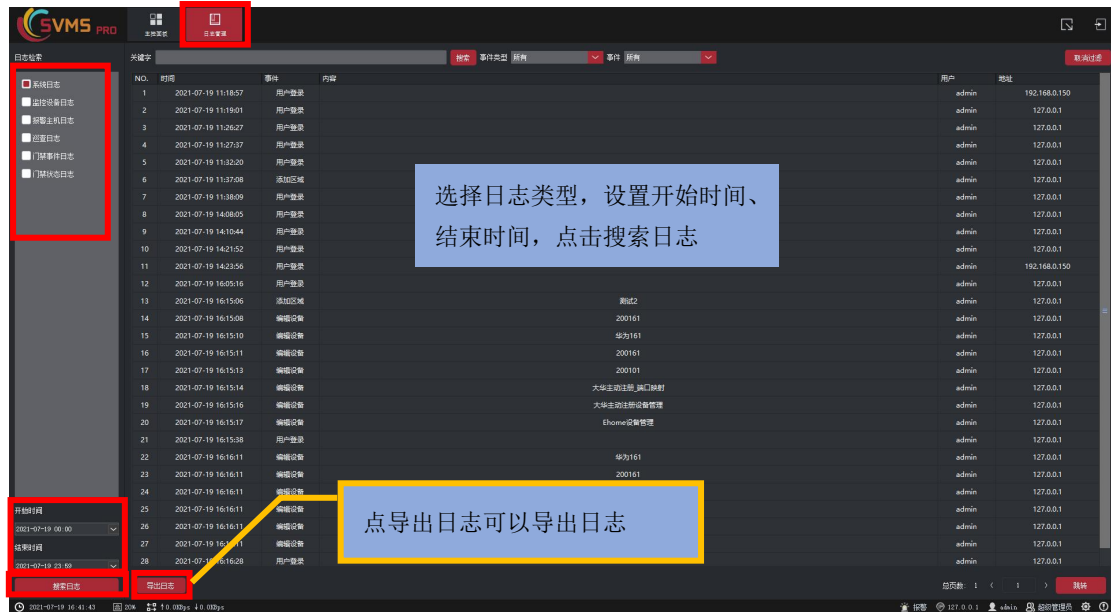 SVMS PRO
主控面板
日志管理
日志检索 关键字 搜索 事件类型 所有 事件 所有 取消过滤
系统日志
监控设备日志
报警主机日志
巡查日志
门禁事件日志
门禁状态日志
NO. 时间 事件 内容 用户 地址
1 2021-07-19 11:18:57 用户登录 admin 192.168.0.150
2 2021-07-19 11:19:01 用户登录 admin 127.0.0.1
3 2021-07-19 11:26:27 用户登录 admin 127.0.0.1
4 2021-07-19 11:27:37 用户登录 admin 127.0.0.1
5 2021-07-19 11:32:20 用户登录 admin 127.0.0.1
6 2021-07-19 11:37:08 添加区域 admin 127.0.0.1
7 2021-07-19 11:38:09 用户登录 admin 127.0.0.1
8 2021-07-19 14:08:05 用户登录 admin 127.0.0.1
9 2021-07-19 14:10:44 用户登录 admin 127.0.0.1
10 2021-07-19 14:21:52 用户登录 admin 127.0.0.1
11 2021-07-19 14:23:56 用户登录 admin 192.168.0.150
12 2021-07-19 16:05:16 用户登录 admin 127.0.0.1
13 2021-07-19 16:15:06 添加区域 测试2 admin 127.0.0.1
14 2021-07-19 16:15:08 编辑设备 200161 admin 127.0.0.1
15 2021-07-19 16:15:10 编辑设备 华为161 admin 127.0.0.1
16 2021-07-19 16:15:11 编辑设备 200161 admin 127.0.0.1
17 2021-07-19 16:15:13 编辑设备 200101 admin 127.0.0.1
18 2021-07-19 16:15:14 编辑设备 大华主动注册_端口映射 admin 127.0.0.1
19 2021-07-19 16:15:16 编辑设备 大华主动注册设备管理 admin 127.0.0.1
20 2021-07-19 16:15:17 编辑设备 Ehome设备管理 admin 127.0.0.1
21 2021-07-19 16:15:38 用户登录 admin 127.0.0.1
22 2021-07-19 16:16:11 编辑设备 华为161 admin 127.0.0.1
23 2021-07-19 16:16:11 编辑设备 200161 admin 127.0.0.1
24 2021-07-19 16:16:11 编辑设备 admin 127.0.0.1
25 2021-07-19 16:16:11 编辑设备 admin 127.0.0.1
26 2021-07-19 16:16:11 编辑设备 admin 127.0.0.1
27 2021-07-19 16:16:11 编辑设备 admin 127.0.0.1
28 2021-07-19 16:16:28 用户登录 admin 127.0.0.1
选择日志类型，设置开始时间、
结束时间，点击搜索日志
点导出日志可以导出日志
开始时间
2021-07-19 00:00
结束时间
2021-07-19 23:59
搜索日志 导出日志 总页数 1 < 1 > 跳转
2021-07-19 16:41:43 20% ↑0.0KBps ↓0.0KBps 报警 127.0.0.1 admin 超级管理员